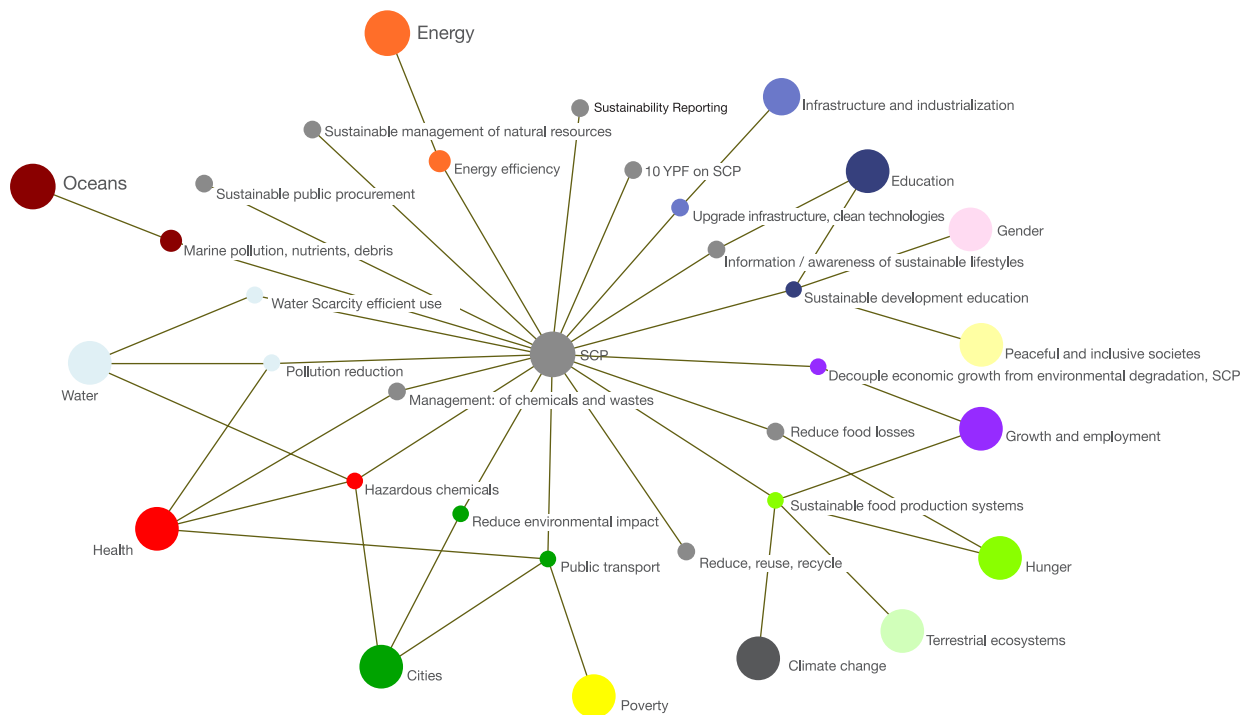 Energy
Sustainability Reporting
Infrastructure and industrialization
Sustainable management of natural resources
Energy efficiency
10 YPF on SCP
Oceans
Sustainable public procurement
Education
Upgrade infrastructure, clean technologies
Gender
Marine pollution, nutrients, debris
Information / awareness of sustainable lifestyles
Water Scarcity efficient use
Sustainable development education
SCP
Peaceful and inclusive societes
Pollution reduction
Decouple economic growth from environmental degradation, SCP
Water
Management: of chemicals and wastes
Reduce food losses
Growth and employment
Hazardous chemicals
Sustainable food production systems
Reduce environmental impact
Health
Public transport
Reduce, reuse, recycle
Hunger
Terrestrial ecosystems
Climate change
Cities
Poverty